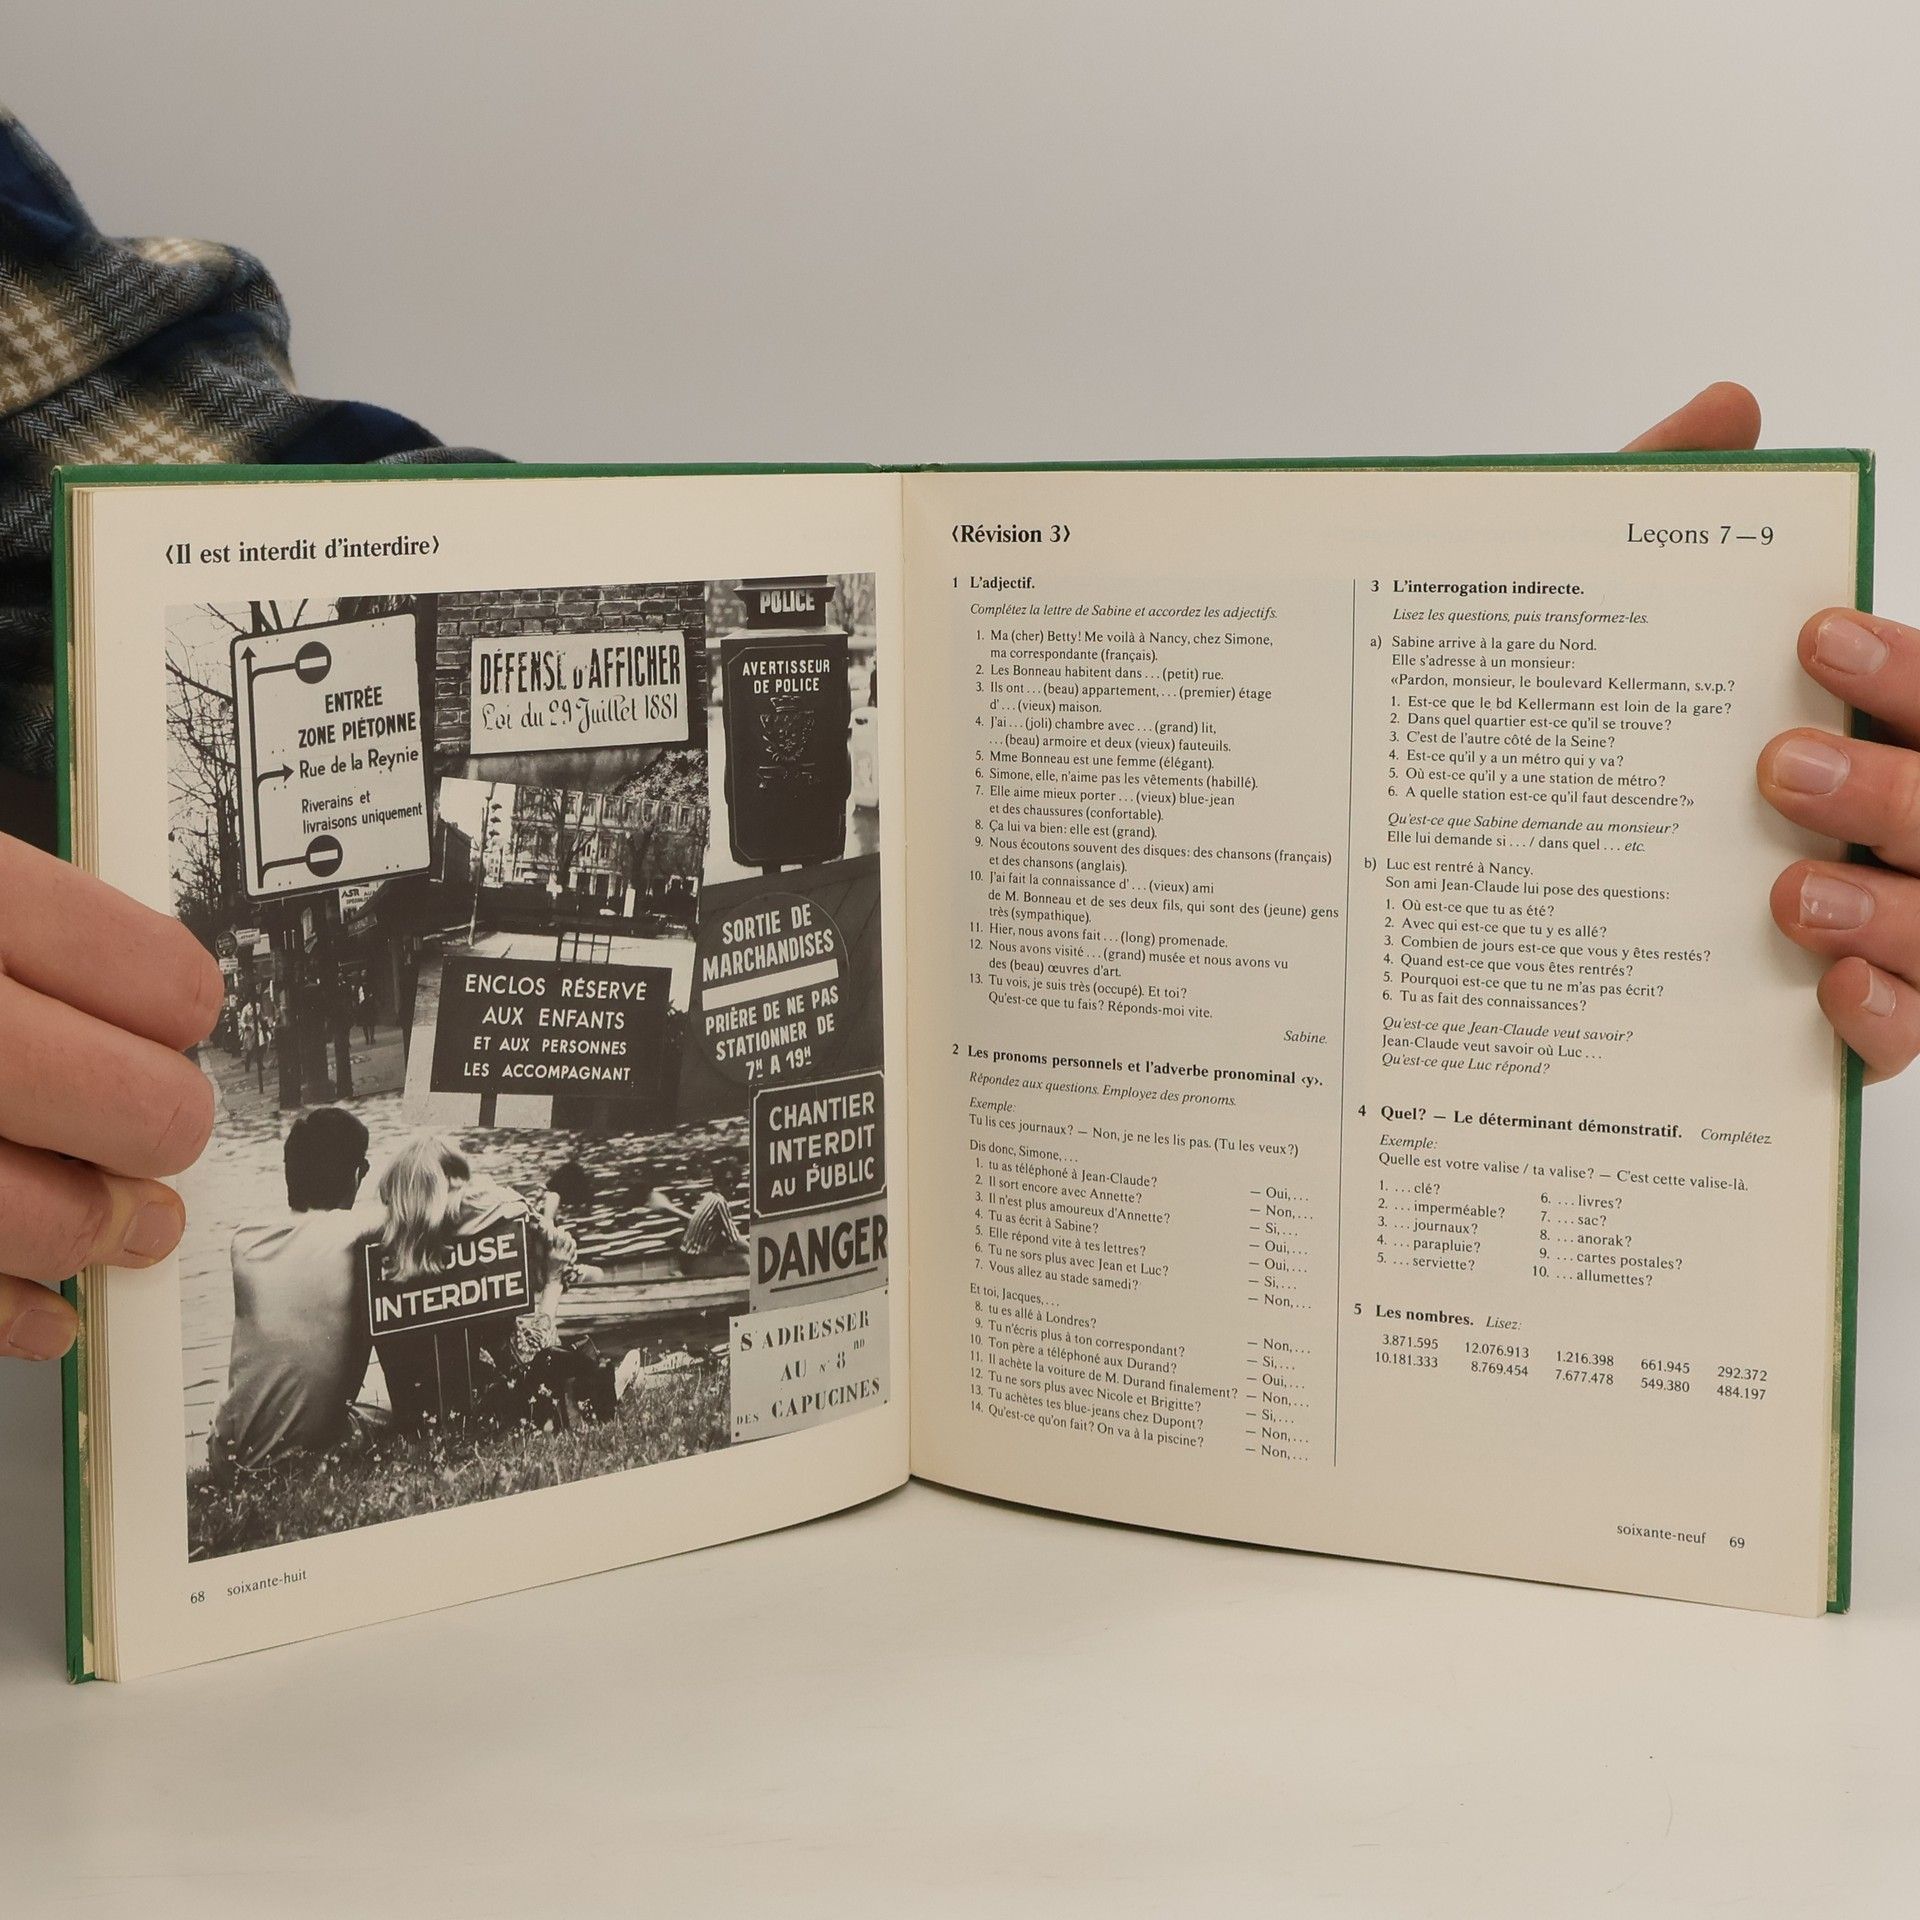 ‹Il est interdit d'interdire›
ENTRÉE
ZONE PIÉTONNE
Rue de la Reynie
Riverains et
livraisons uniquement
DÉFENSE D'AFFICHER
Loi du 29 Juillet 1881
POLICE
AVERTISSEUR
DE POLICE
SORTIE DE
MARCHANDISES
PRIÈRE DE NE PAS
STATIONNER DE
7H A 19H
ENCLOS RÉSERVÉ
AUX ENFANTS
ET AUX PERSONNES
LES ACCOMPAGNANT
CHANTIER
INTERDIT
AU PUBLIC
DANGER
OUSE
INTERDITE
S'ADRESSER
AU No 8 BD
DES CAPUCINES
68 soixante-huit
‹Révision 3›
Leçons 7—9
1 L'adjectif.
Complétez la lettre de Sabine et accordez les adjectifs.
1. Ma (cher) Betty! Me voilà à Nancy, chez Simone,
ma correspondante (français).
2. Les Bonneau habitent dans ... (petit) rue.
3. Ils ont ... (beau) appartement, ... (premier) étage
d'... (vieux) maison.
4. J'ai ... (joli) chambre avec ... (grand) lit,
... (beau) armoire et deux (vieux) fauteuils.
5. Mme Bonneau est une femme (élégant).
6. Simone, elle, n'aime pas les vêtements (habillé).
7. Elle aime mieux porter ... (vieux) blue-jean
et des chaussures (confortable).
8. Ça lui va bien: elle est (grand).
9. Nous écoutons souvent des disques: des chansons (français)
et des chansons (anglais).
10. J'ai fait la connaissance d'... (vieux) ami
de M. Bonneau et de ses deux fils, qui sont des (jeune) gens
très (sympathique).
11. Hier, nous avons fait ... (long) promenade.
12. Nous avons visité ... (grand) musée et nous avons vu
des (beau) œuvres d'art.
13. Tu vois, je suis très (occupé). Et toi?
Qu'est-ce que tu fais? Réponds-moi vite.
Sabine.
2 Les pronoms personnels et l'adverbe pronominal ‹y›.
Répondez aux questions. Employez des pronoms.
Exemple:
Tu lis ces journaux? — Non, je ne les lis pas. (Tu les veux?)
Dis donc, Simone, ...
1. tu as téléphoné à Jean-Claude? — Oui, ...
2. Il sort encore avec Annette? — Non, ...
3. Il n'est plus amoureux d'Annette? — Si, ...
4. Tu as écrit à Sabine? — Oui, ...
5. Elle répond vite à tes lettres? — Oui, ...
6. Tu ne sors plus avec Jean et Luc? — Si, ...
7. Vous allez au stade samedi? — Non, ...
Et toi, Jacques, ...
8. tu es allé à Londres? — Non, ...
9. Tu n'écris plus à ton correspondant? — Si, ...
10. Ton père a téléphoné aux Durand? — Oui, ...
11. Il achète la voiture de M. Durand finalement? — Non, ...
12. Tu ne sors plus avec Nicole et Brigitte? — Si, ...
13. Tu achètes tes blue-jeans chez Dupont? — Non, ...
14. Qu'est-ce qu'on fait? On va à la piscine? — Non, ...
3 L'interrogation indirecte.
Lisez les questions, puis transformez-les.
a) Sabine arrive à la gare du Nord.
Elle s'adresse à un monsieur:
«Pardon, monsieur, le boulevard Kellermann, s.v.p.?
1. Est-ce que le bd Kellermann est loin de la gare?
2. Dans quel quartier est-ce qu'il se trouve?
3. C'est de l'autre côté de la Seine?
4. Est-ce qu'il y a un métro qui y va?
5. Où est-ce qu'il y a une station de métro?
6. A quelle station est-ce qu'il faut descendre?»
Qu'est-ce que Sabine demande au monsieur?
Elle lui demande si ... / dans quel ... etc.
b) Luc est rentré à Nancy.
Son ami Jean-Claude lui pose des questions:
1. Où est-ce que tu as été?
2. Avec qui est-ce que tu y es allé?
3. Combien de jours est-ce que vous y êtes restés?
4. Quand est-ce que vous êtes rentrés?
5. Pourquoi est-ce que tu ne m'as pas écrit?
6. Tu as fait des connaissances?
Qu'est-ce que Jean-Claude veut savoir?
Jean-Claude veut savoir où Luc ...
Qu'est-ce que Luc répond?
4 Quel? — Le déterminant démonstratif. Complétez
Exemple:
Quelle est votre valise / ta valise? — C'est cette valise-là.
1. ... clé?
2. ... imperméable?
3. ... journaux?
4. ... parapluie?
5. ... serviette?
6. ... livres?
7. ... sac?
8. ... anorak?
9. ... cartes postales?
10. ... allumettes?
5 Les nombres. Lisez:
3.871.595 12.076.913 1.216.398 661.945 292.372
10.181.333 8.769.454 7.677.478 549.380 484.197
soixante-neuf 69